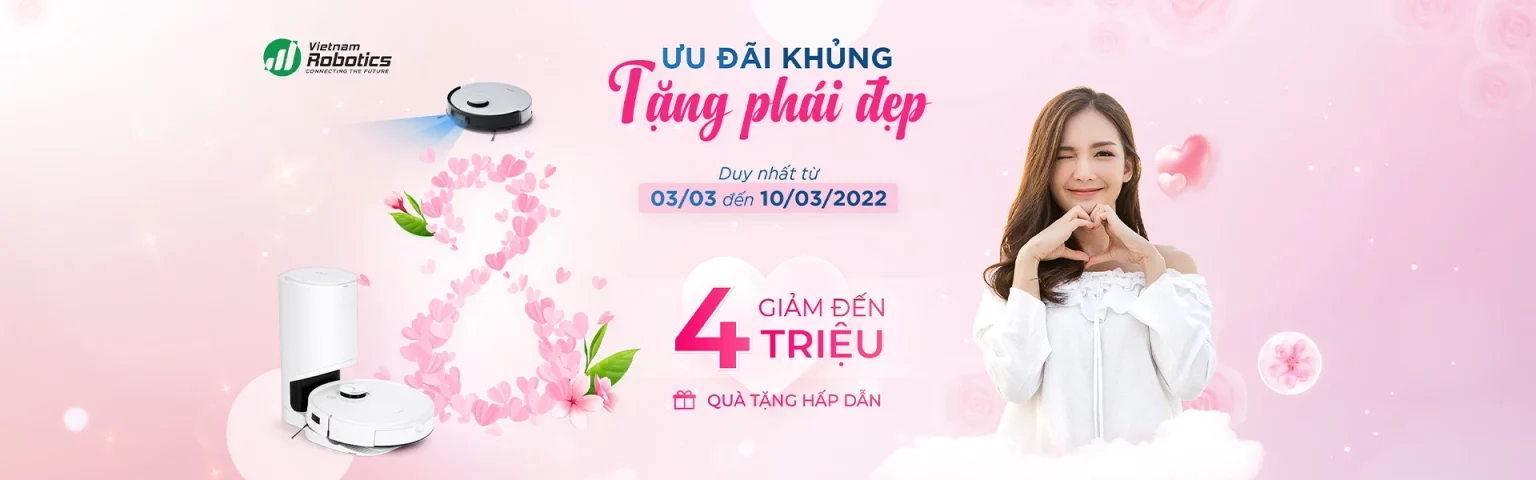 Vietnam
Robotics
CONNECTING THE FUTURE
ƯU ĐÃI KHỦNG
Tặng phái đẹp
Duy nhất từ
03/03 đến 10/03/2022
4 GIẢM ĐẾN
TRIỆU
QUÀ TẶNG HẤP DẪN